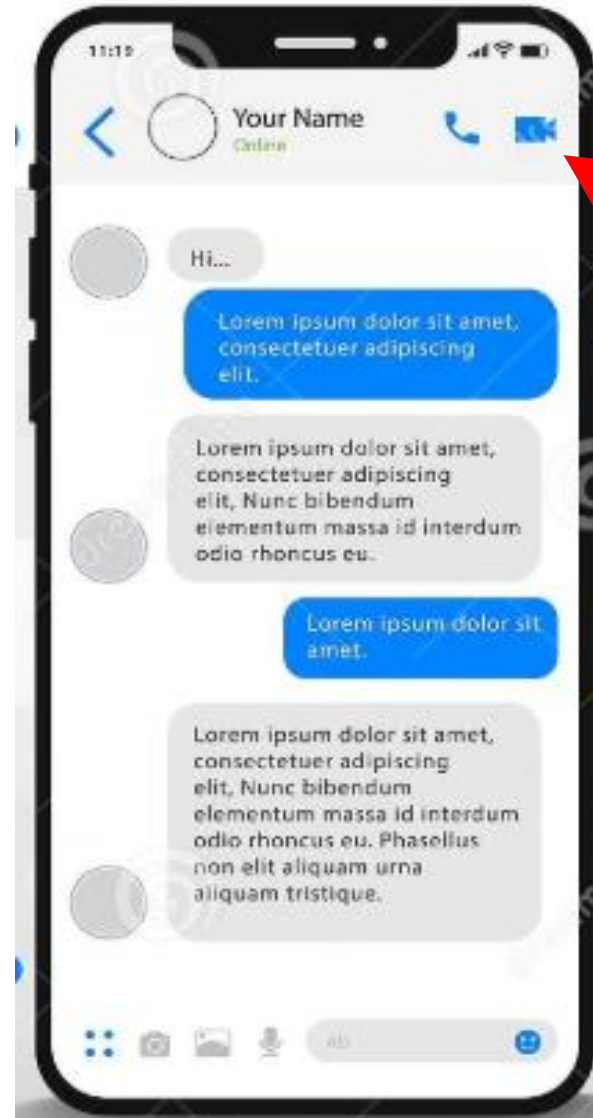 11:19
Your Name
Online
Hi...
Lorem ipsum dolor sit amet,
consectetuer adipiscing
elit.
Lorem ipsum dolor sit amet,
consectetuer adipiscing
elit, Nunc bibendum
elementum massa id interdum
odio rhoncus eu.
Lorem ipsum dolor sit
amet.
Lorem ipsum dolor sit amet,
consectetuer adipiscing
elit, Nunc bibendum
elementum massa id interdum
odio rhoncus eu. Phasellus
non elit aliquam urna
aliquam tristique.